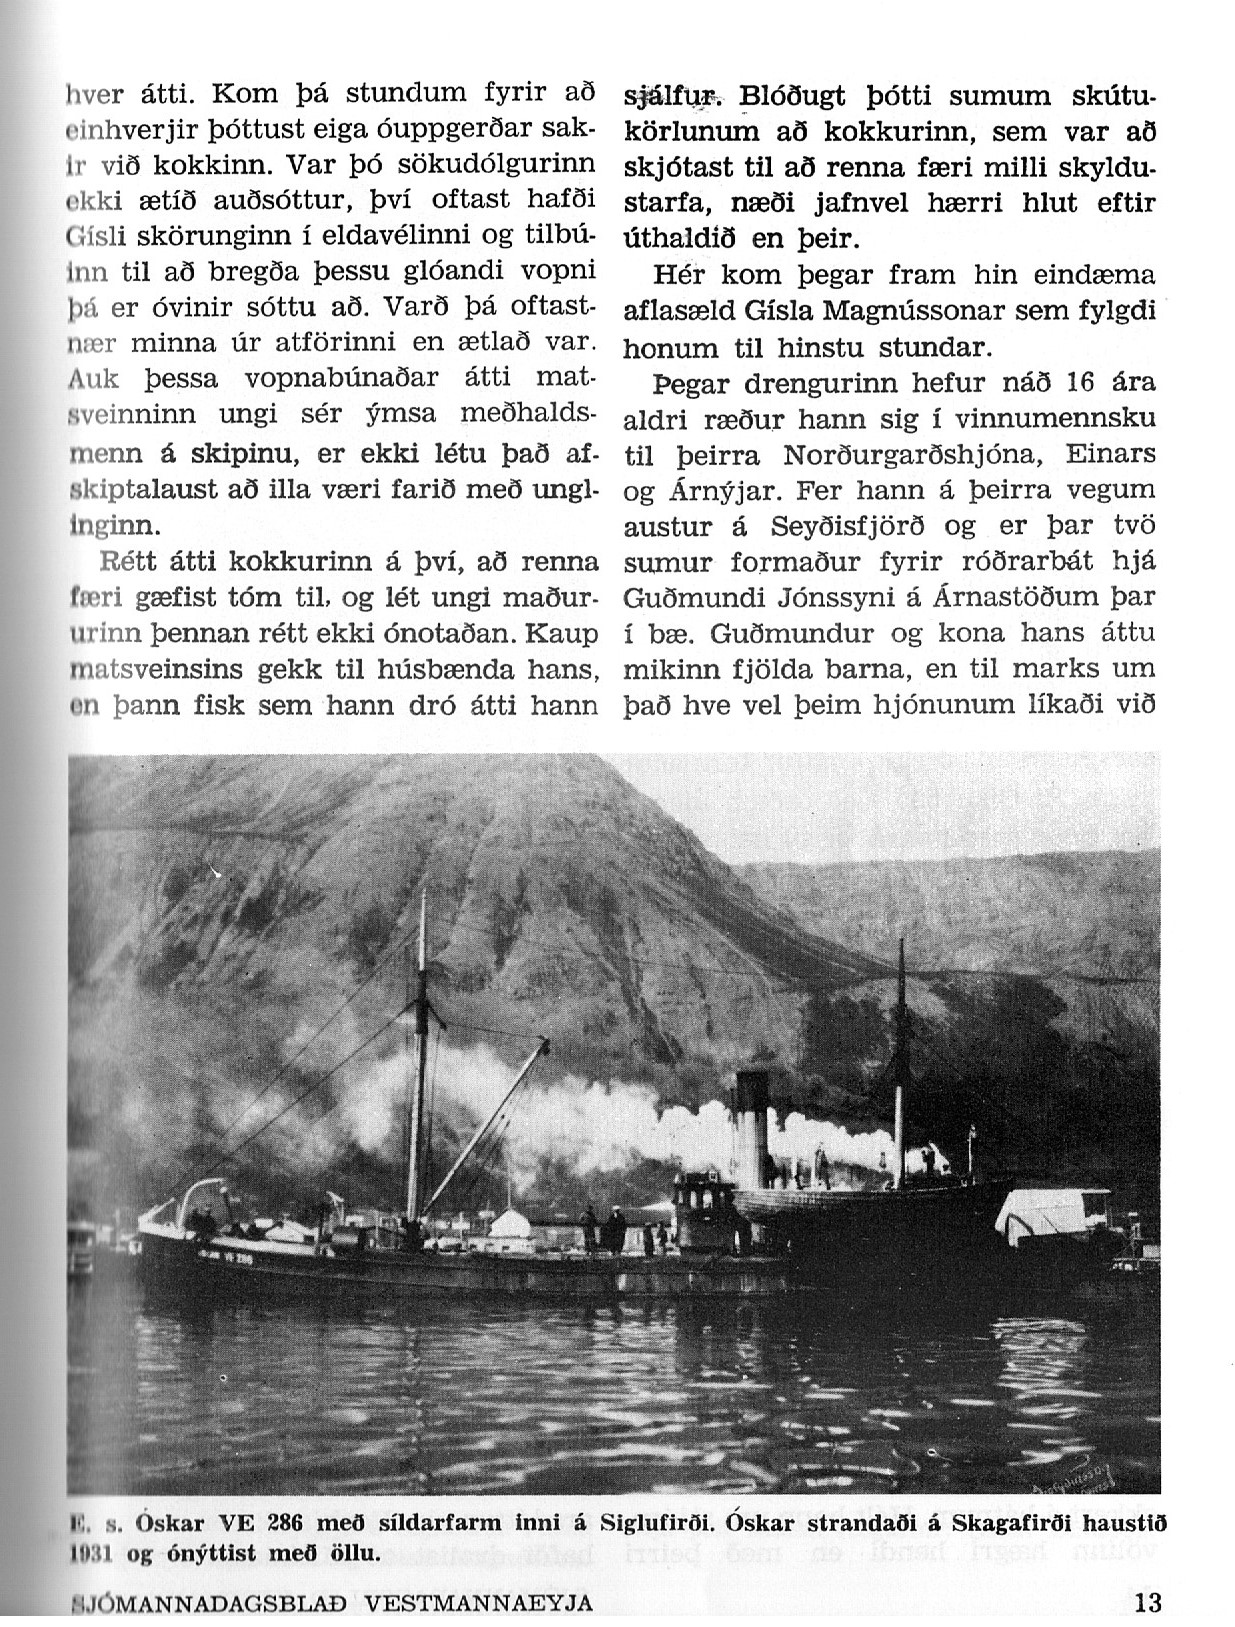 hver átti. Kom þá stundum fyrir að
einhverjir þóttust eiga óuppgerðar sak-
ir við kokkinn. Var þó sökudólgurinn
ekki ætíð auðsóttur, því oftast hafði
Gísli skörunginn í eldavélinni og tilbú-
inn til að bregða þessu glóandi vopni
þá er óvinir sóttu að. Varð þá oftast-
nær minna úr atförinni en ætlað var.
Auk þessa vopnabúnaðar átti mat-
sveinninn ungi sér ýmsa meðhalds-
menn á skipinu, er ekki létu það af-
skiptalaust að illa væri farið með ungl-
inginn.
Rétt átti kokkurinn á því, að renna
færi gæfist tóm til, og lét ungi maður-
urinn þennan rétt ekki ónotaðan. Kaup
matsveinsins gekk til húsbænda hans,
en þann fisk sem hann dró átti hann
sjálfur. Blóðugt þótti sumum skútu-
körlunum að kokkurinn, sem var að
skjótast til að renna færi milli skyldu-
starfa, næði jafnvel hærri hlut eftir
úthaldið en þeir.
Hér kom þegar fram hin eindæma
aflasæld Gísla Magnússonar sem fylgdi
honum til hinstu stundar.
Þegar drengurinn hefur náð 16 ára
aldri ræður hann sig í vinnumennsku
til þeirra Norðurgarðshjóna, Einars
og Árnýjar. Fer hann á þeirra vegum
austur á Seyðisfjörð og er þar tvö
sumur formaður fyrir róðrarbát hjá
Guðmundi Jónssyni á Árnastöðum þar
í bæ. Guðmundur og kona hans áttu
mikinn fjölda barna, en til marks um
það hve vel þeim hjónunum líkaði við
VE 286
E. s. Óskar VE 286 með síldarfarm inni á Siglufirði. Óskar strandaði á Skagafirði haustið
1931 og ónýttist með öllu.
SJÓMANNADAGSBLAÐ VESTMANNAEYJA 13